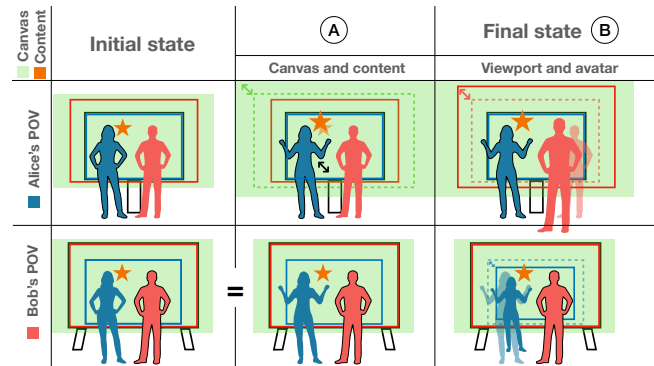 Canvas
Content
Initial state
A
Final state B
Canvas and content
Viewport and avatar
Alice's POV
Bob's POV
=